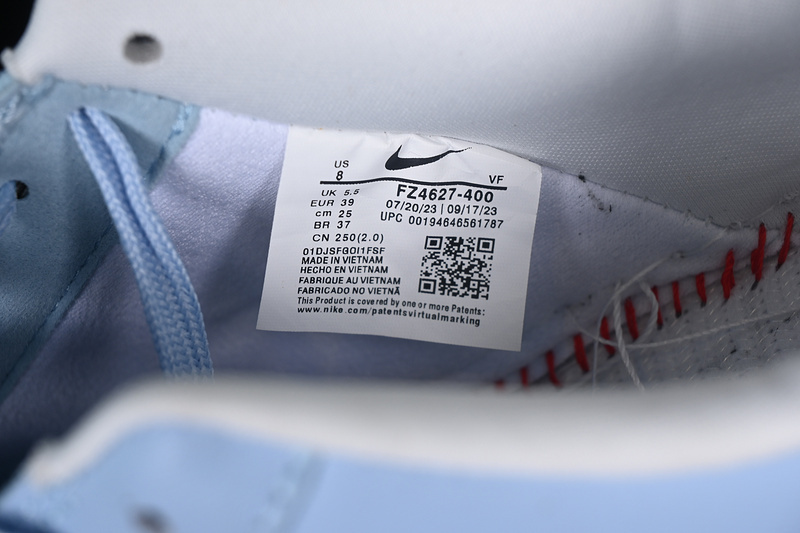 US
8
VF
UK 5.5
FZ4627-400
EUR 39
07/20/23 | 09/17/23
cm 25
UPC 00194646561787
BR 37
CN 250(2.0)
01DJSFGOI1FSF
MADE IN VIETNAM
HECHO EN VIETNAM
FABRIQUE AU VIETNAM
FABRICADO NO VIETNÃ
This Product is covered by one or more Patents:
www.nike.com/patentsvirtualmarking